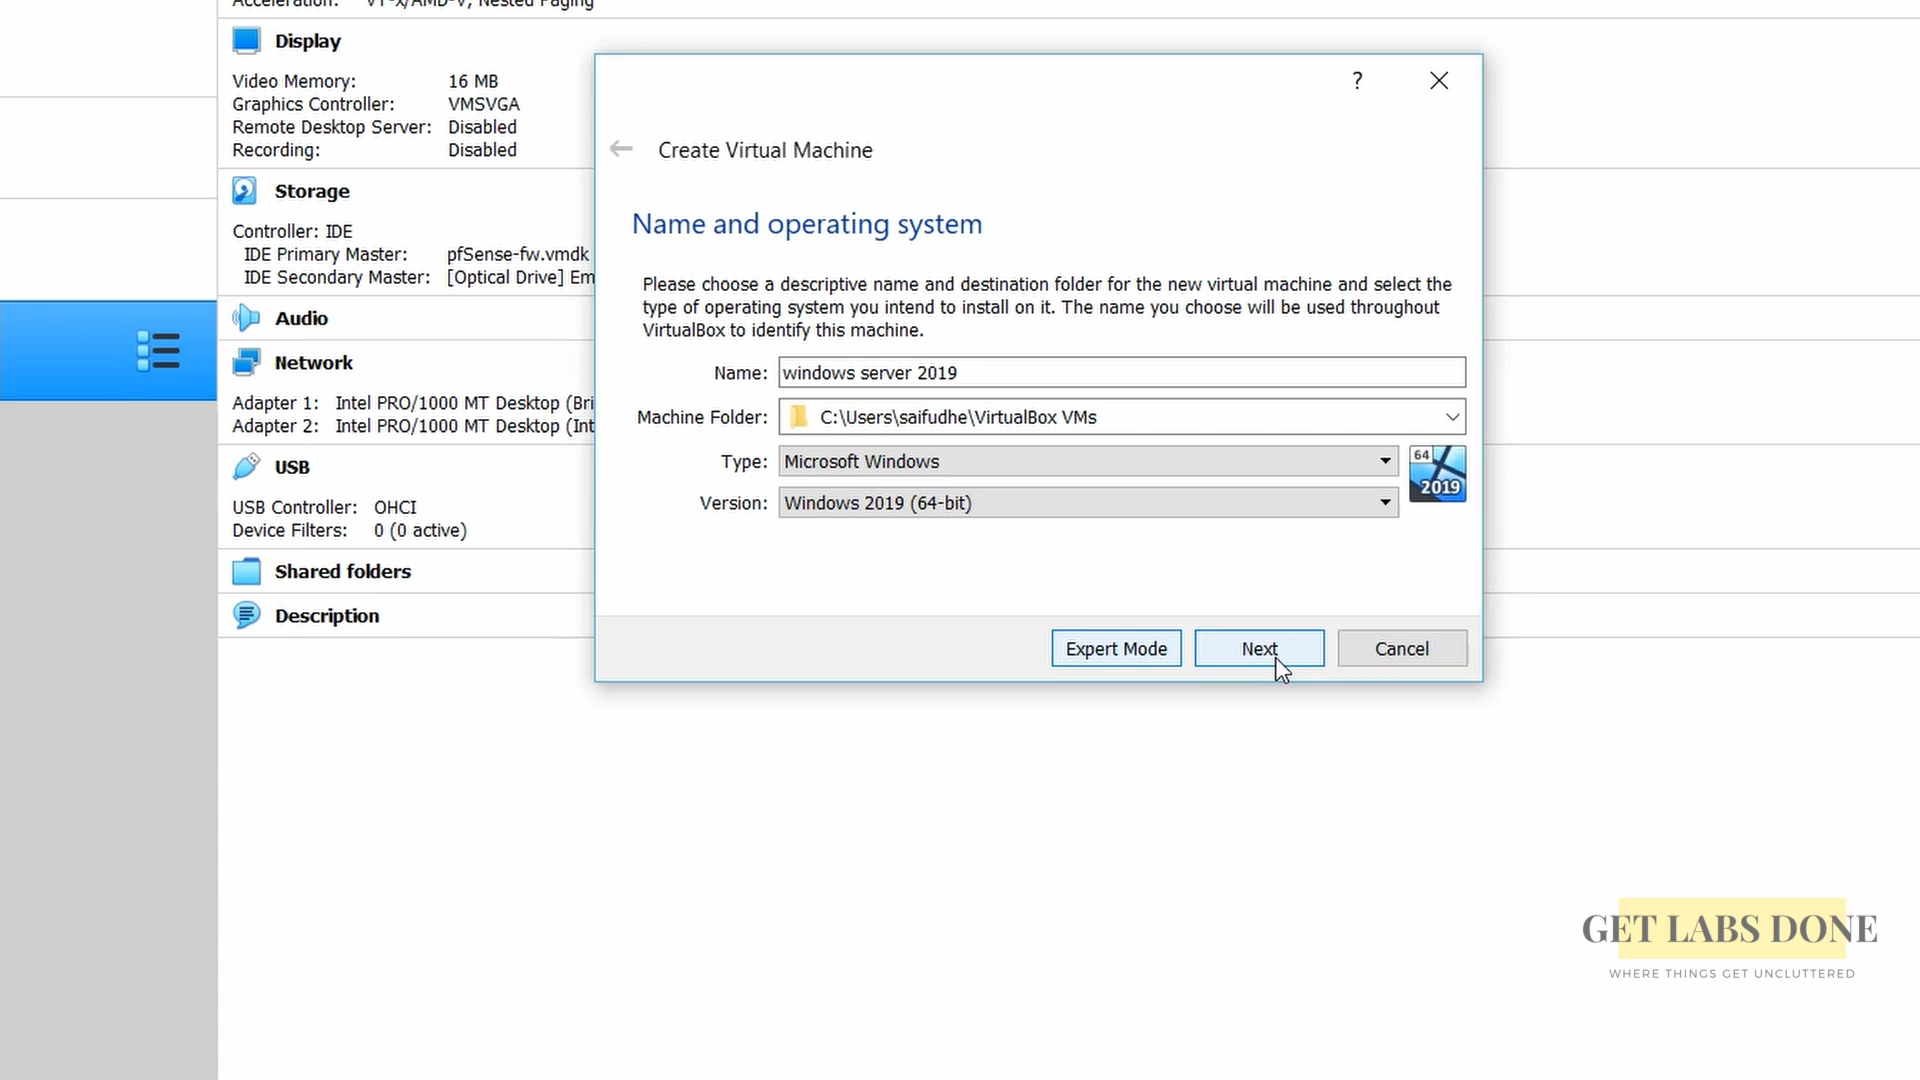 Acceleration: VT-x/AMD-V, Nested Paging
Display
Video Memory: 16 MB
Graphics Controller: VMSVGA
Remote Desktop Server: Disabled
Recording: Disabled
Storage
Controller: IDE
IDE Primary Master: pfSense-fw.vmdk
IDE Secondary Master: [Optical Drive] Em
Audio
Network
Adapter 1: Intel PRO/1000 MT Desktop (Bri
Adapter 2: Intel PRO/1000 MT Desktop (Int
USB
USB Controller: OHCI
Device Filters: 0 (0 active)
Shared folders
Description
?
Create Virtual Machine
Name and operating system
Please choose a descriptive name and destination folder for the new virtual machine and select the
type of operating system you intend to install on it. The name you choose will be used throughout
VirtualBox to identify this machine.
Name: windows server 2019
Machine Folder: C:\Users\saifudhe\VirtualBox VMs
Type: Microsoft Windows
64
2019
Version: Windows 2019 (64-bit)
Expert Mode
Next
Cancel
GET LABS DONE
WHERE THINGS GET UNCLUTTERED